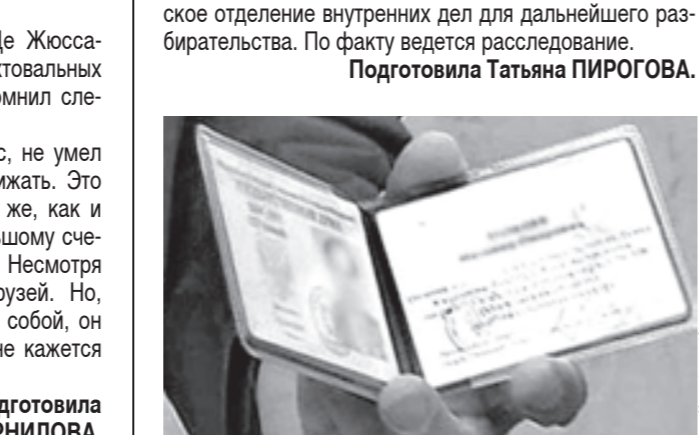 Де Жюсса-
ктовальных
омнил сле-
с, не умел
ижать. Это
же, как и
ьшому сче-
Несмотря
рузей. Но,
собой, он
не кажется
дготовила
РНИЛОВА.
ское отделение внутренних дел для дальнейшего раз-
бирательства. По факту ведется расследование.
Подготовила Татьяна ПИРОГОВА.